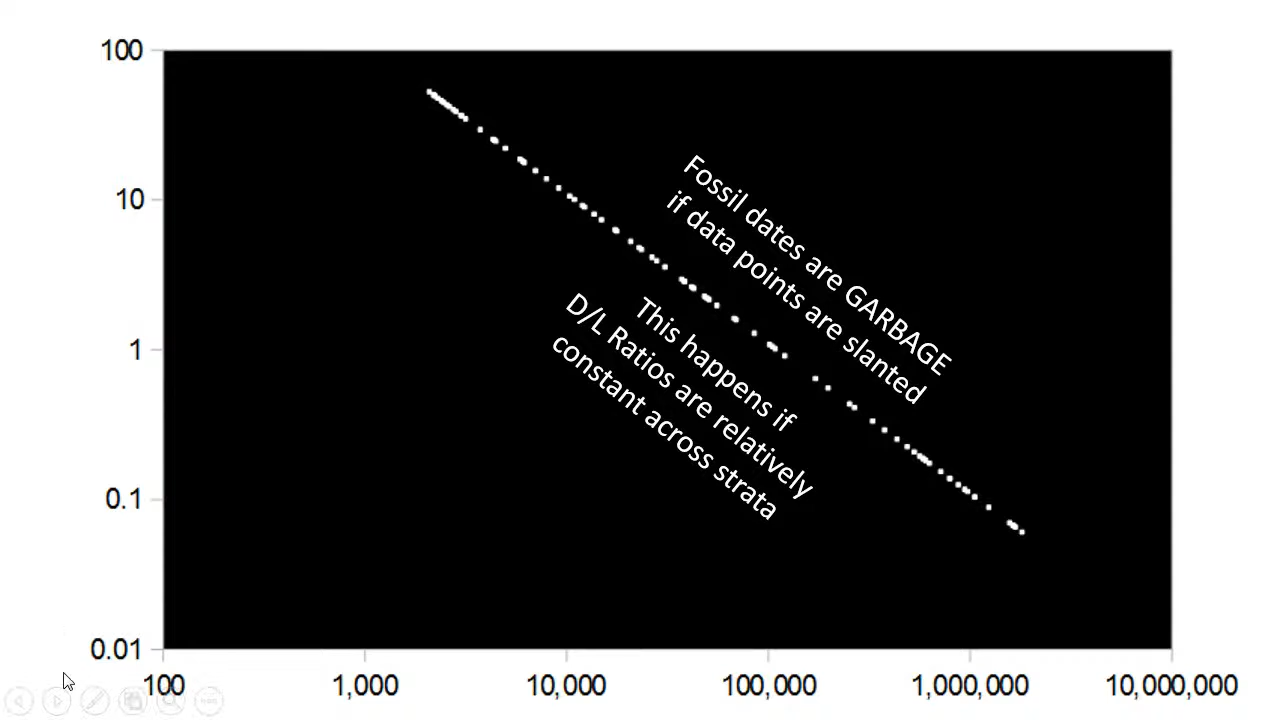 100
10
1
0.1
0.01
Fossil dates are GARBAGE
if data points are slanted
This happens if
D/L Ratios are relatively
constant across strata
100
1,000
10,000
100,000
1,000,000
10,000,000